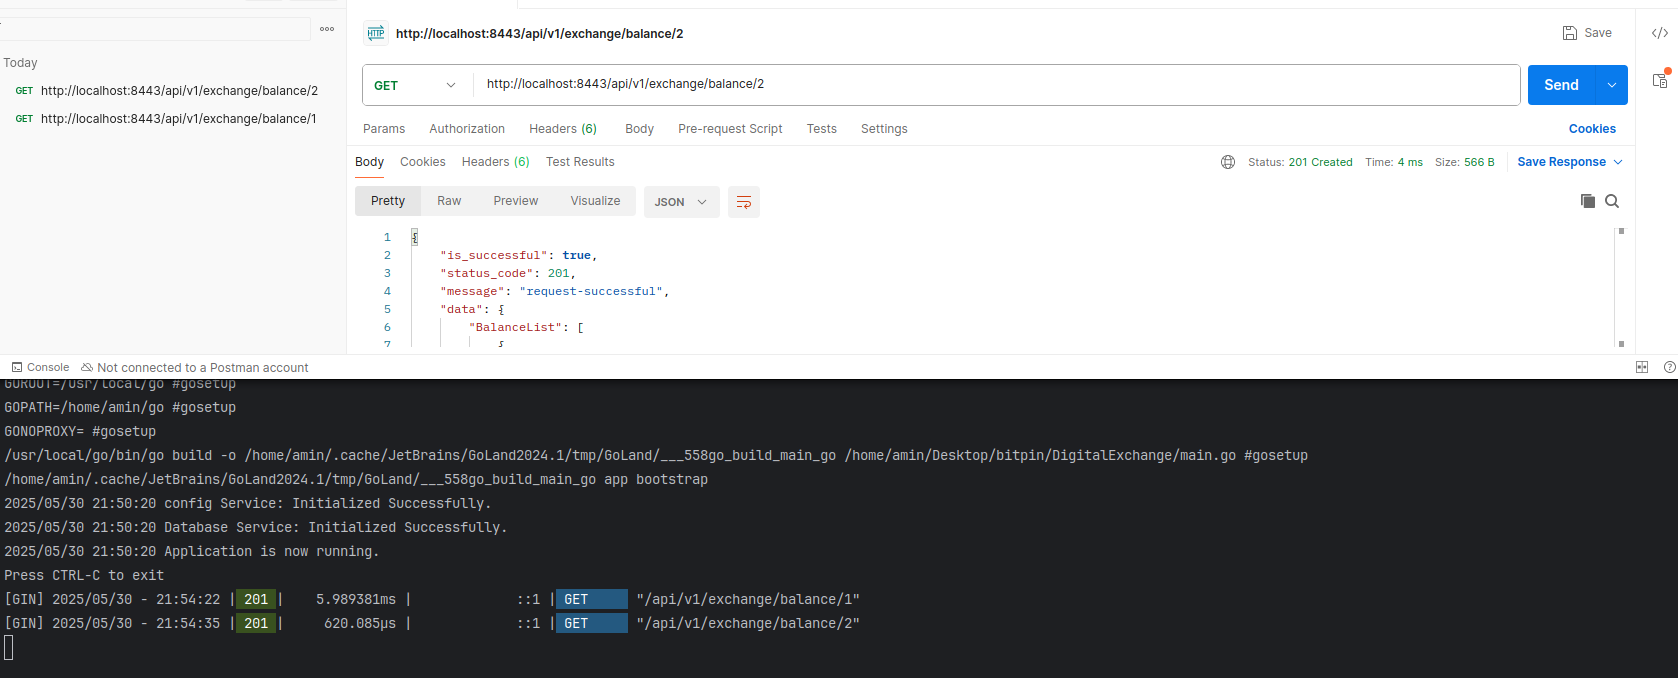 http://localhost:8443/api/v1/exchange/balance/2
Save
Today
GET http://localhost:8443/api/v1/exchange/balance/2
GET http://localhost:8443/api/v1/exchange/balance/1
GET http://localhost:8443/api/v1/exchange/balance/2
Send
Params Authorization Headers (6) Body Pre-request Script Tests Settings Cookies
Body Cookies Headers (6) Test Results Status: 201 Created Time: 4 ms Size: 566 B Save Response
Pretty Raw Preview Visualize JSON
1 {
2 "is_successful": true,
3 "status_code": 201,
4 "message": "request-successful",
5 "data": {
6 "BalanceList": [
7 {
Console Not connected to a Postman account
GOROOT=/usr/local/go #gosetup
GOPATH=/home/amin/go #gosetup
GONOPROXY= #gosetup
/usr/local/go/bin/go build -o /home/amin/.cache/JetBrains/GoLand2024.1/tmp/GoLand/___558go_build_main_go /home/amin/Desktop/bitpin/DigitalExchange/main.go #gosetup
/home/amin/.cache/JetBrains/GoLand2024.1/tmp/GoLand/___558go_build_main_go app bootstrap
2025/05/30 21:50:20 config Service: Initialized Successfully.
2025/05/30 21:50:20 Database Service: Initialized Successfully.
2025/05/30 21:50:20 Application is now running.
Press CTRL-C to exit
[GIN] 2025/05/30 - 21:54:22 | 201 | 5.989381ms | ::1 | GET "/api/v1/exchange/balance/1"
[GIN] 2025/05/30 - 21:54:35 | 201 | 620.085µs | ::1 | GET "/api/v1/exchange/balance/2"